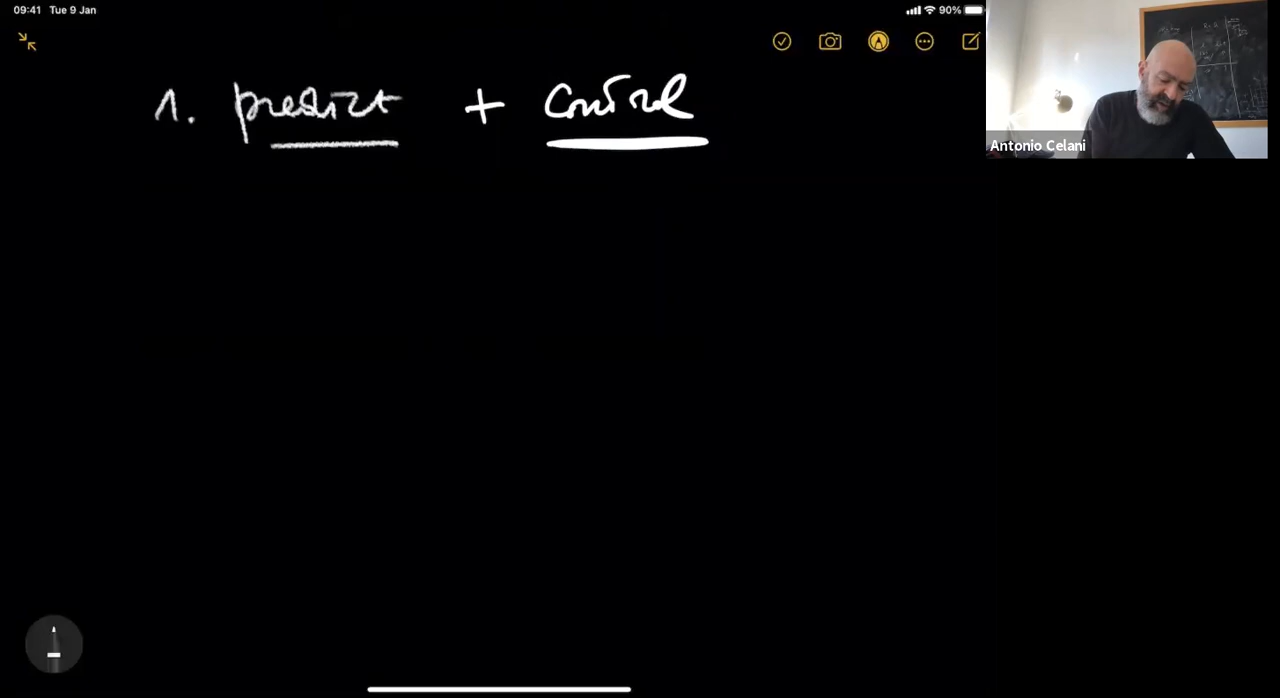 09:41 Tue 9 Jan 90%
1. predict + control
Antonio Celani